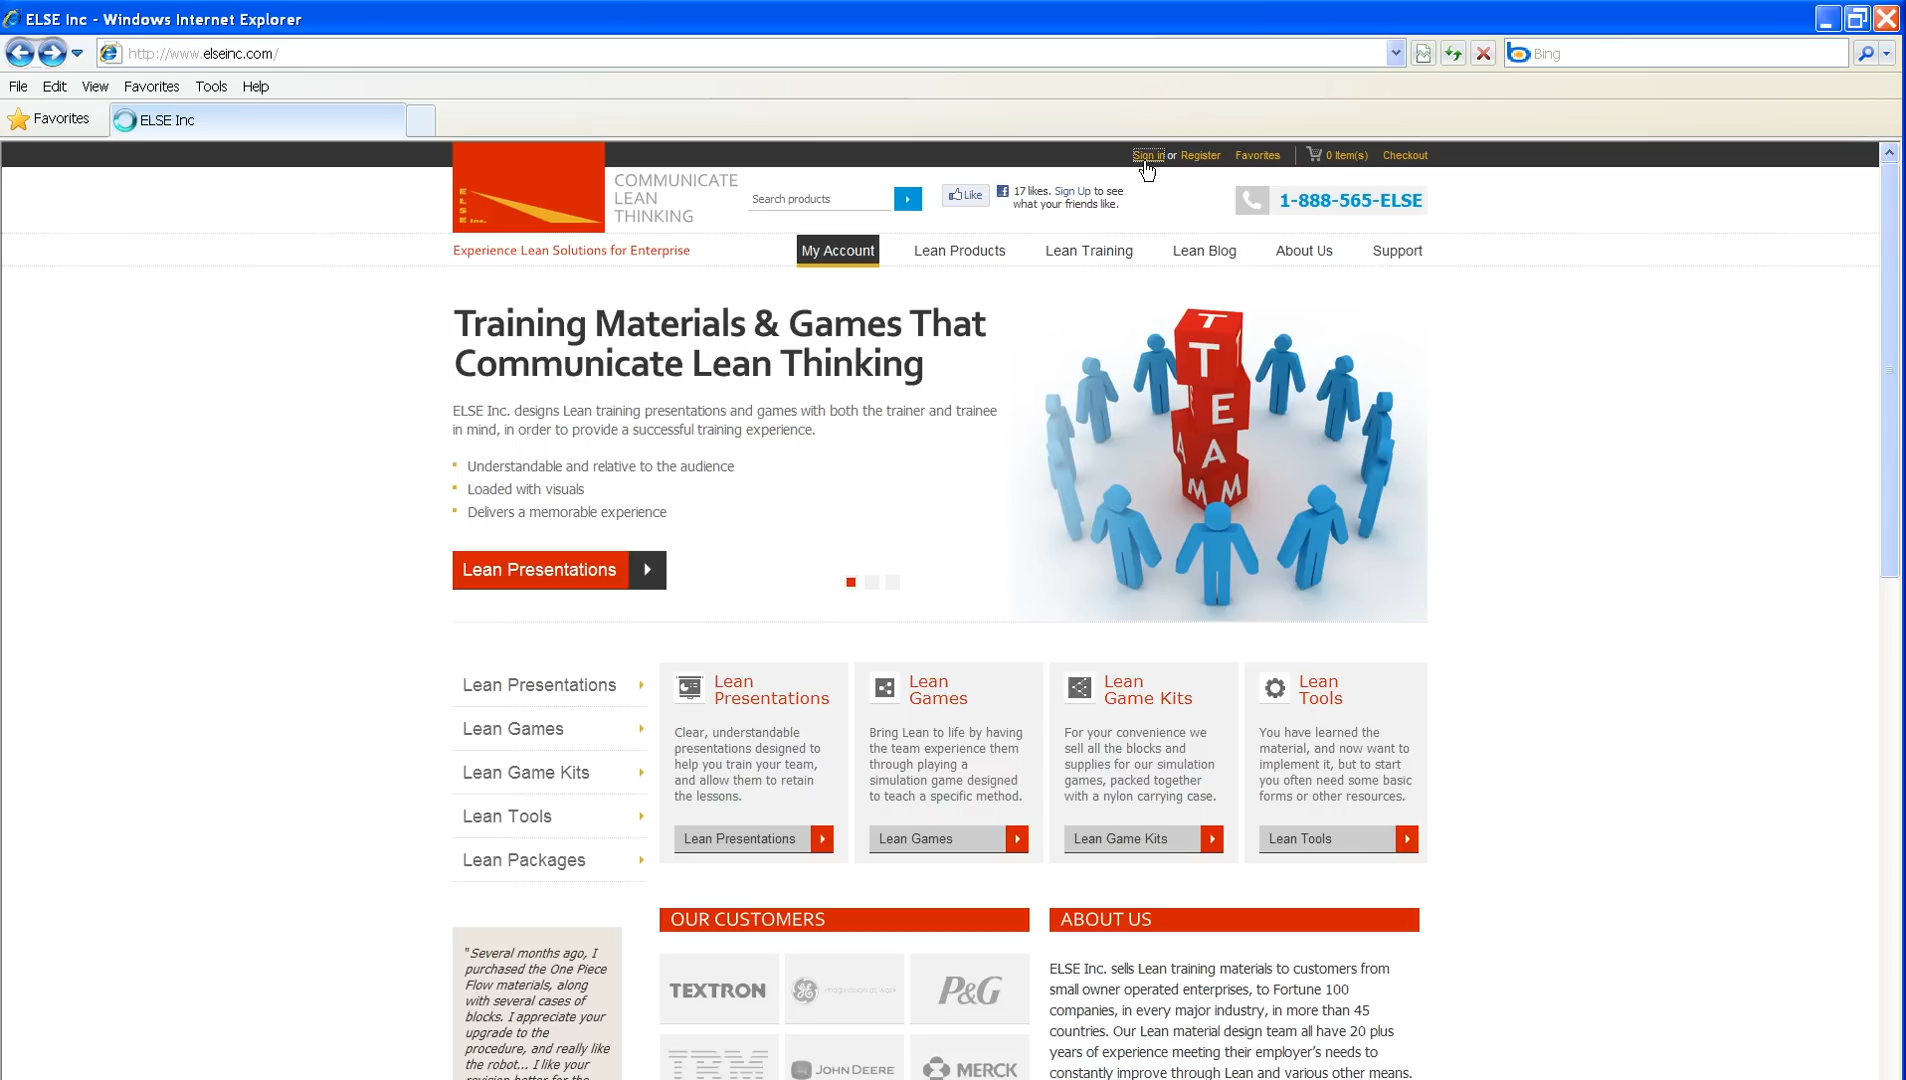 ELSE Inc - Windows Internet Explorer
http://www.elseinc.com/
Bing
File Edit View Favorites Tools Help
Favorites
ELSE Inc
Sign in or Register Favorites 0 Item(s) Checkout
ELSE Inc.
COMMUNICATE
LEAN
THINKING
Search products
Like
17 likes. Sign Up to see
what your friends like.
1-888-565-ELSE
Experience Lean Solutions for Enterprise
My Account Lean Products Lean Training Lean Blog About Us Support
Training Materials & Games That
Communicate Lean Thinking
ELSE Inc. designs Lean training presentations and games with both the trainer and trainee
in mind, in order to provide a successful training experience.
Understandable and relative to the audience
Loaded with visuals
Delivers a memorable experience
Lean Presentations
T
T
E
A A
M M
Lean Presentations
Lean Games
Lean Game Kits
Lean Tools
Lean Packages
Lean
Presentations
Clear, understandable
presentations designed to
help you train your team,
and allow them to retain
the lessons.
Lean Presentations
Lean
Games
Bring Lean to life by having
the team experience them
through playing a
simulation game designed
to teach a specific method.
Lean Games
Lean
Game Kits
For your convenience we
sell all the blocks and
supplies for our simulation
games, packed together
with a nylon carrying case.
Lean Game Kits
Lean
Tools
You have learned the
material, and now want to
implement it, but to start
you often need some basic
forms or other resources.
Lean Tools
"Several months ago, I
purchased the One Piece
Flow materials, along
with several cases of
blocks. I appreciate your
upgrade to the
procedure, and really like
the robot... I like your
revision better for the
OUR CUSTOMERS
TEXTRON
GE imagination at work
P&G
IBM
JOHN DEERE
MERCK
ABOUT US
ELSE Inc. sells Lean training materials to customers from
small owner operated enterprises, to Fortune 100
companies, in every major industry, in more than 45
countries. Our Lean material design team all have 20 plus
years of experience meeting their employer's needs to
constantly improve through Lean and various other means.